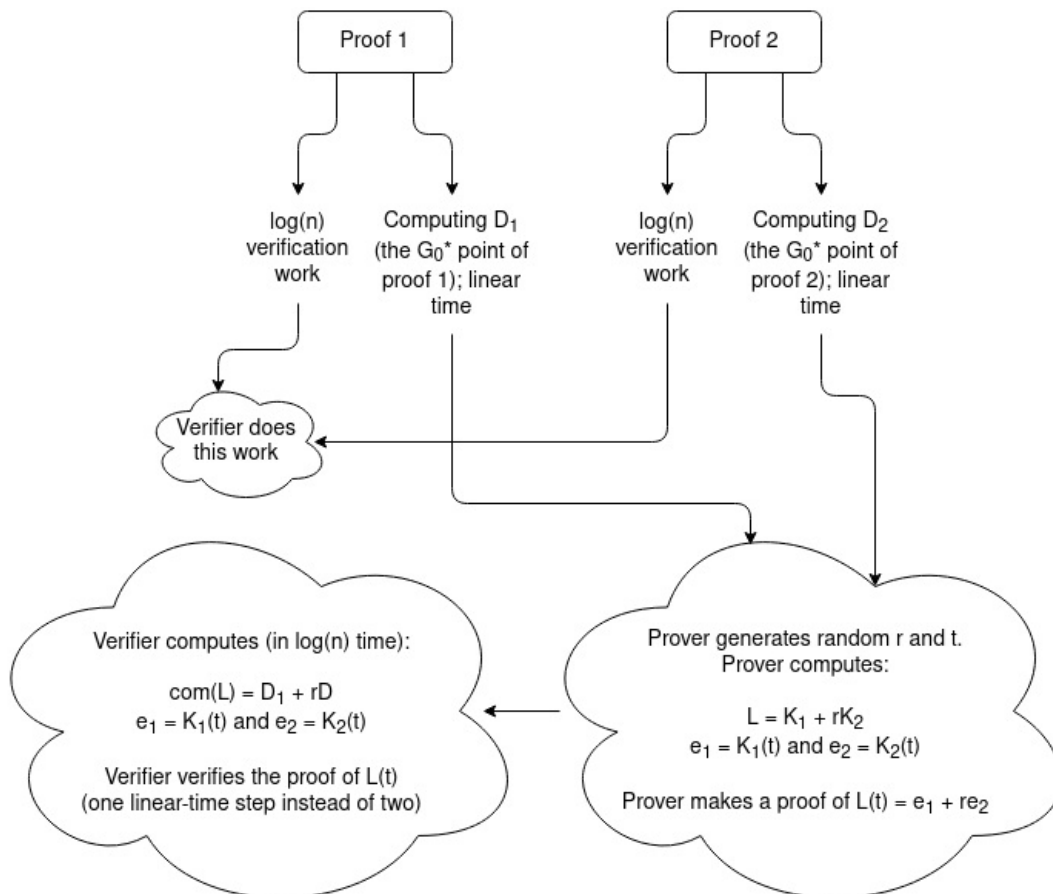 Proof 1
Proof 2
log(n)
verification
work
Computing D₁
(the G₀* point of
proof 1); linear
time
log(n)
verification
work
Computing D₂
(the G₀* point of
proof 2); linear
time
Verifier does
this work
Verifier computes (in log(n) time):
com(L) = D₁ + rD
e₁ = K₁(t) and e₂ = K₂(t)
Verifier verifies the proof of L(t)
(one linear-time step instead of two)
Prover generates random r and t.
Prover computes:
L = K₁ + rK₂
e₁ = K₁(t) and e₂ = K₂(t)
Prover makes a proof of L(t) = e₁ + re₂